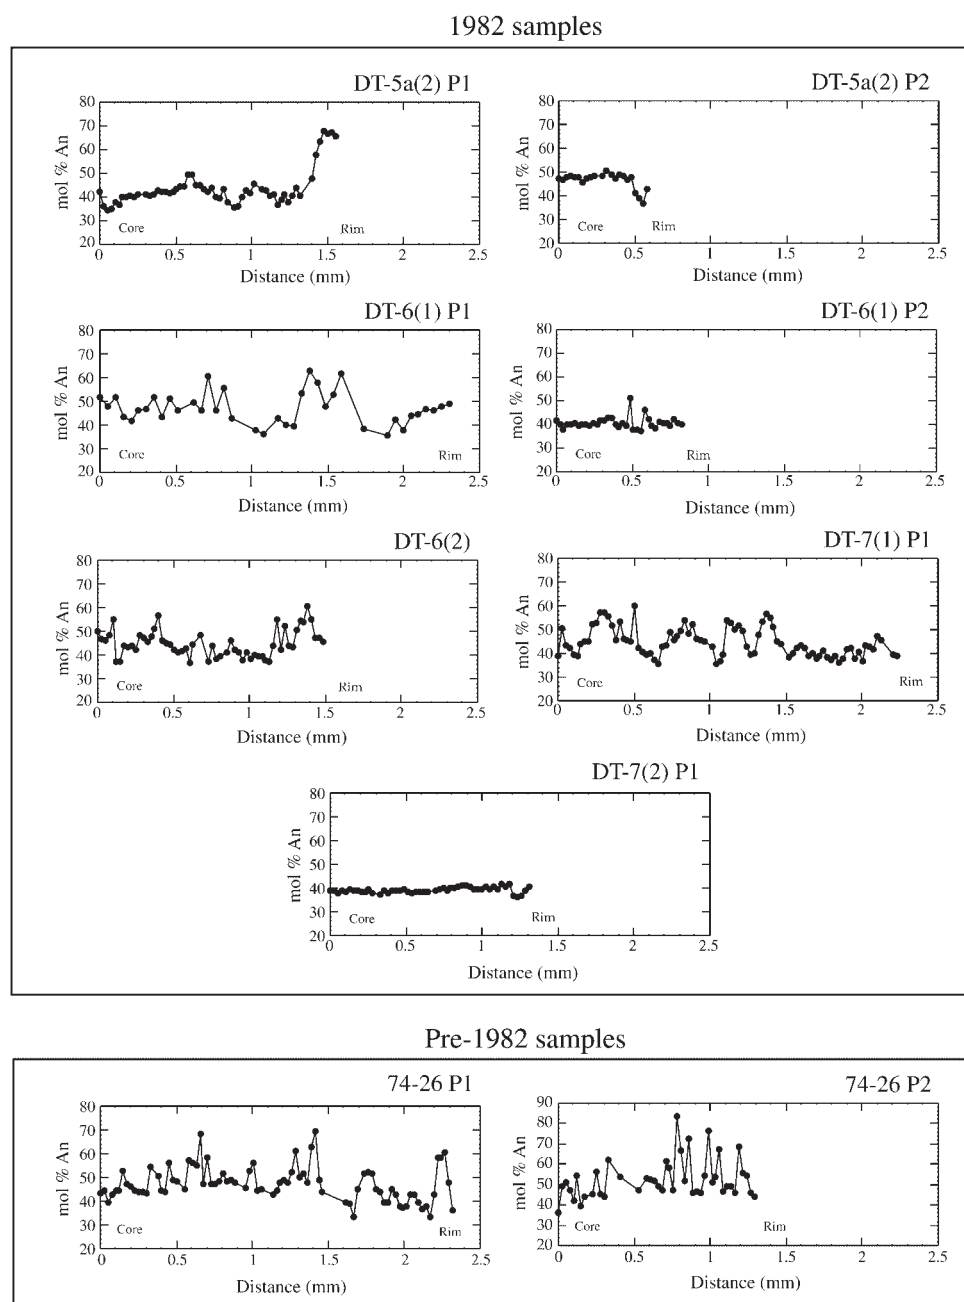 1982 samples
DT-5a(2) P1
80
70
60
50
40
30
20
mol % An
Core
Rim
0 0.5 1 1.5 2 2.5
Distance (mm)
DT-5a(2) P2
80
70
60
50
40
30
20
mol % An
Core
Rim
0 0.5 1 1.5 2 2.5
Distance (mm)
DT-6(1) P1
80
70
60
50
40
30
20
mol % An
Core
Rim
0 0.5 1 1.5 2 2.5
Distance (mm)
DT-6(1) P2
80
70
60
50
40
30
20
mol % An
Core
Rim
0 0.5 1 1.5 2 2.5
Distance (mm)
DT-6(2)
80
70
60
50
40
30
20
mol % An
Core
Rim
0 0.5 1 1.5 2 2.5
Distance (mm)
DT-7(1) P1
80
70
60
50
40
30
20
mol % An
Core
Rim
0 0.5 1 1.5 2 2.5
Distance (mm)
DT-7(2) P1
80
70
60
50
40
30
20
mol % An
Core
Rim
0 0.5 1 1.5 2 2.5
Distance (mm)
Pre-1982 samples
74-26 P1
80
70
60
50
40
30
20
mol % An
Core
Rim
0 0.5 1 1.5 2 2.5
Distance (mm)
74-26 P2
90
80
70
60
50
40
30
20
mol % An
Core
Rim
0 0.5 1 1.5 2 2.5
Distance (mm)